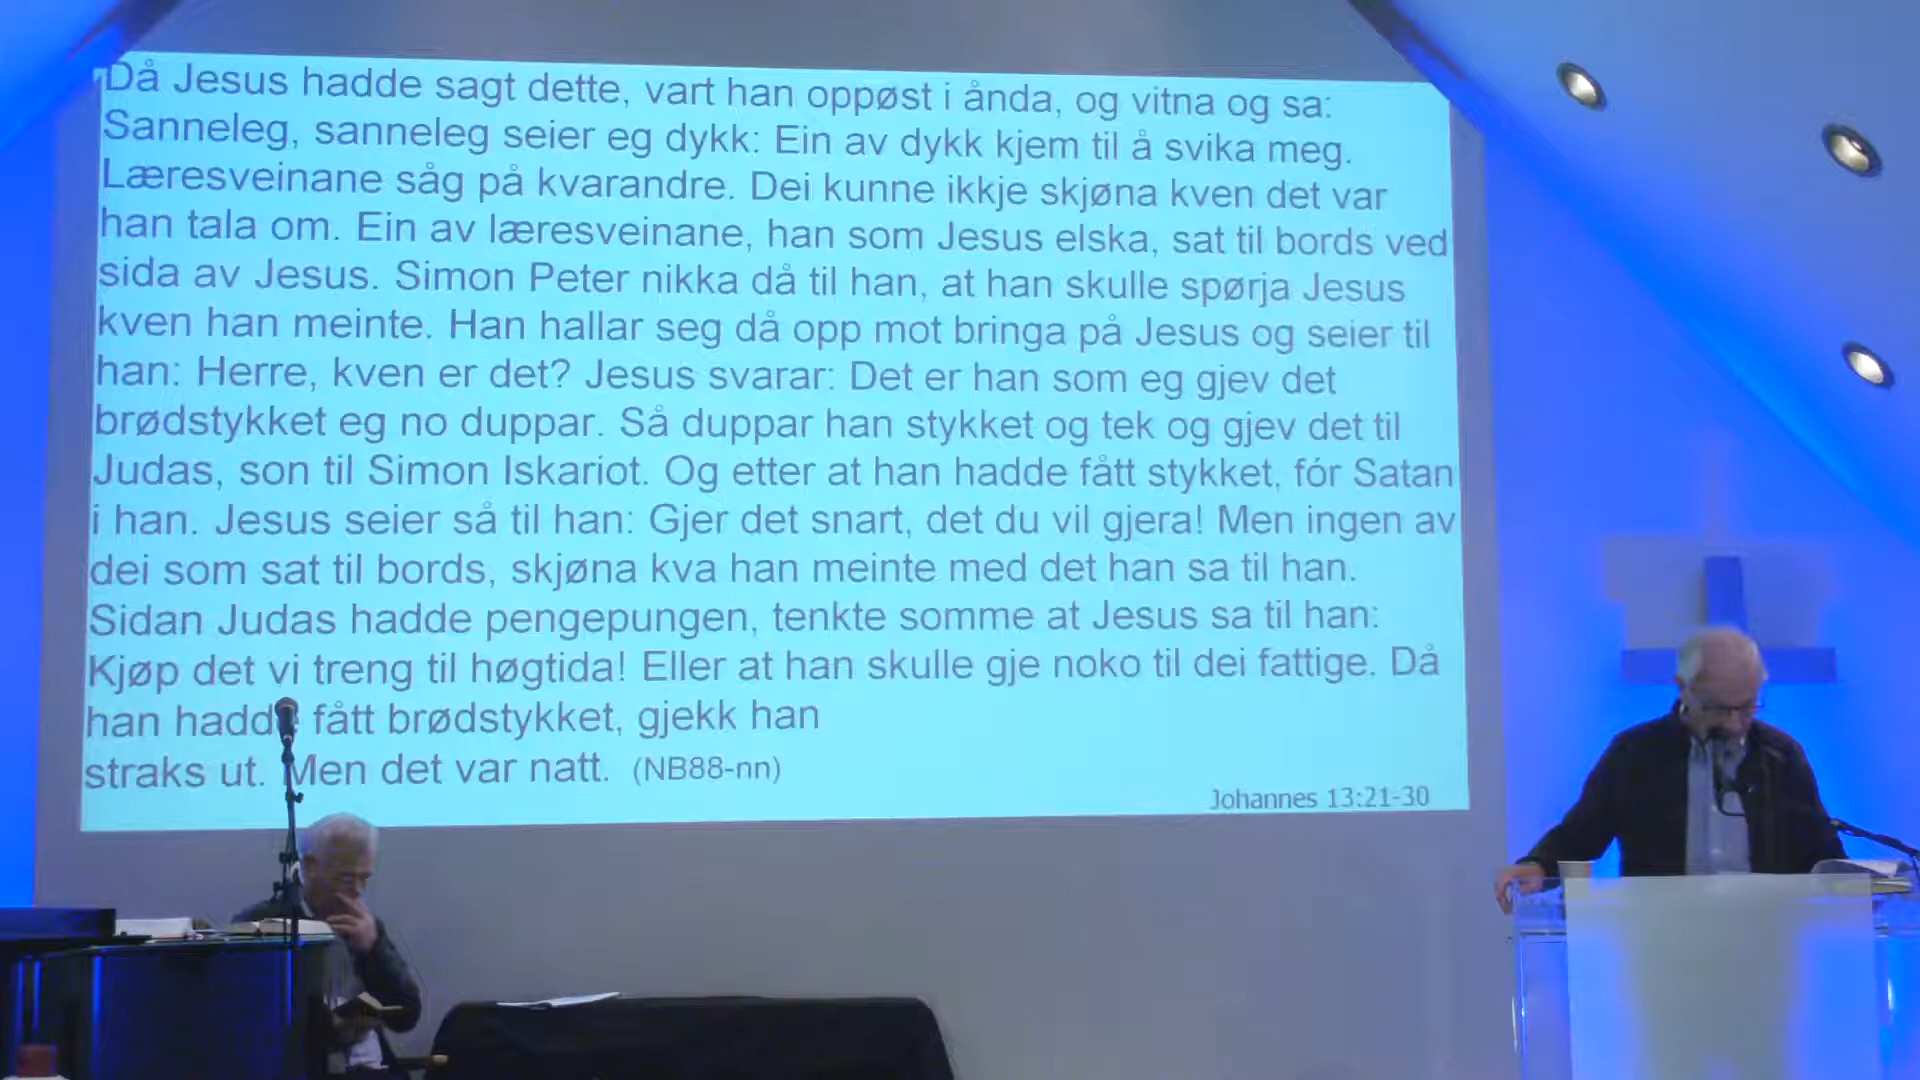 Då Jesus hadde sagt dette, vart han oppøst i ånda, og vitna og sa:
Sanneleg, sanneleg seier eg dykk: Ein av dykk kjem til å svika meg.
Læresveinane såg på kvarandre. Dei kunne ikkje skjøna kven det var
han tala om. Ein av læresveinane, han som Jesus elska, sat til bords ved
sida av Jesus. Simon Peter nikka då til han, at han skulle spørja Jesus
kven han meinte. Han hallar seg då opp mot bringa på Jesus og seier til
han: Herre, kven er det? Jesus svarar: Det er han som eg gjev det
brødstykket eg no duppar. Så duppar han stykket og tek og gjev det til
Judas, son til Simon Iskariot. Og etter at han hadde fått stykket, fór Satan
i han. Jesus seier så til han: Gjer det snart, det du vil gjera! Men ingen av
dei som sat til bords, skjøna kva han meinte med det han sa til han.
Sidan Judas hadde pengepungen, tenkte somme at Jesus sa til han:
Kjøp det vi treng til høgtida! Eller at han skulle gje noko til dei fattige. Då
han hadde fått brødstykket, gjekk han
straks ut. Men det var natt. (NB88-nn)
Johannes 13:21-30